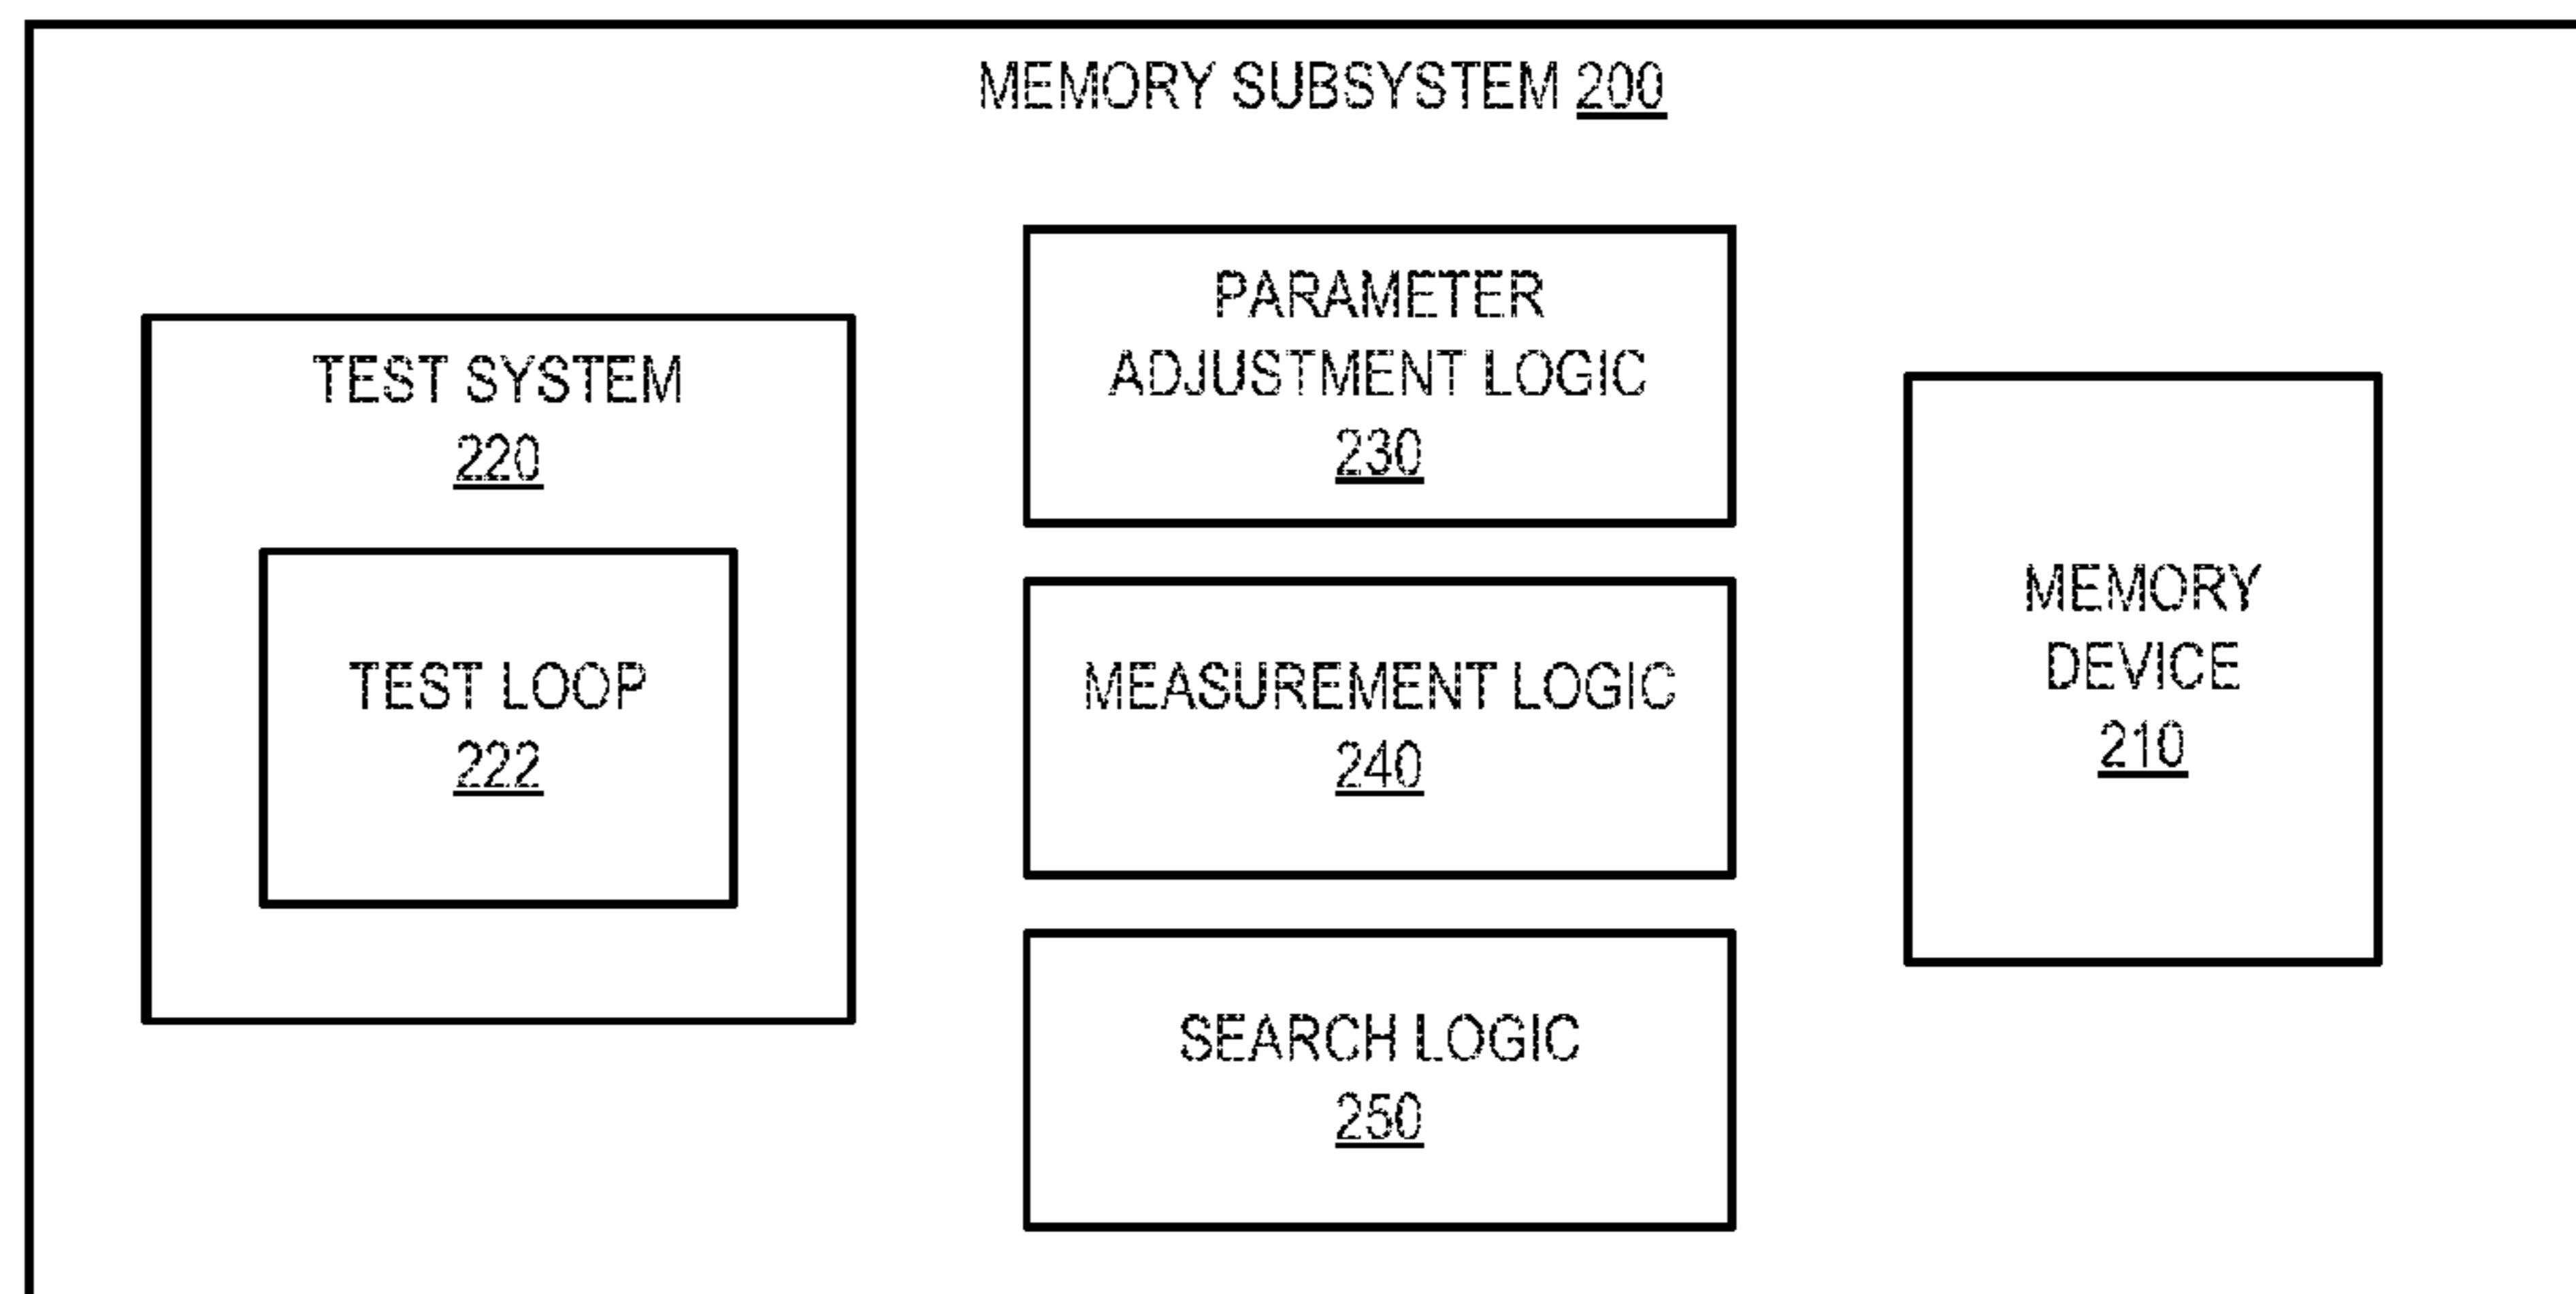 MEMORY SUBSYSTEM 200
TEST SYSTEM
220
TEST LOOP
222
PARAMETER
ADJUSTMENT LOGIC
230
MEASUREMENT LOGIC
240
SEARCH LOGIC
250
MEMORY
DEVICE
210